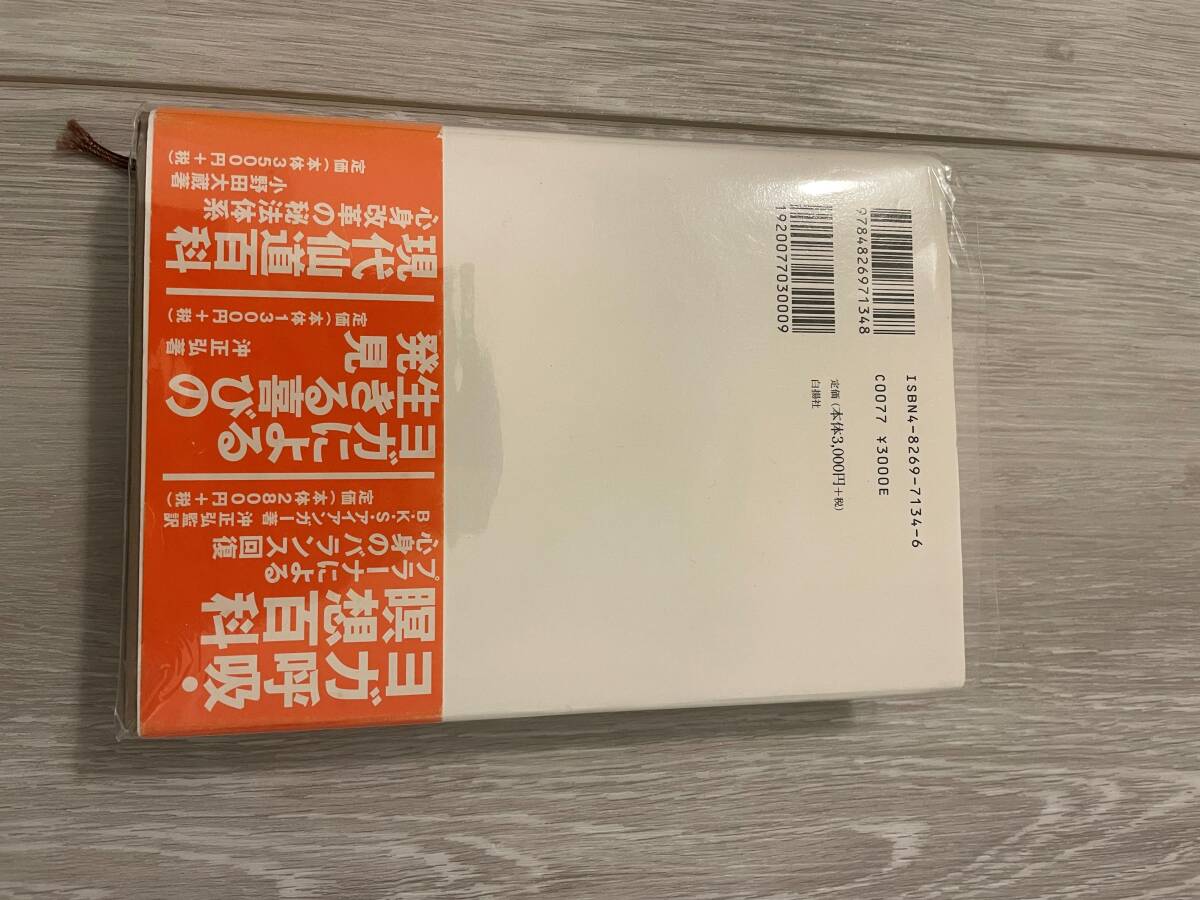 ヨガ呼吸・
瞑想百科
プラーナによる
心身のバランス回復
B・K・S・アイアンガー著 沖正弘監訳
定価(本体2800円+税)
ヨガによる
生きる喜びの
発見
沖正弘著
定価(本体1300円+税)
現代仙道百科
心身改革の秘法体系
小野田大蔵著
定価(本体3500円+税)
9784826971348
1920077030009
ISBN4-8269-7134-6
C0077 ¥3000E
定価(本体3,000円+税)
白揚社